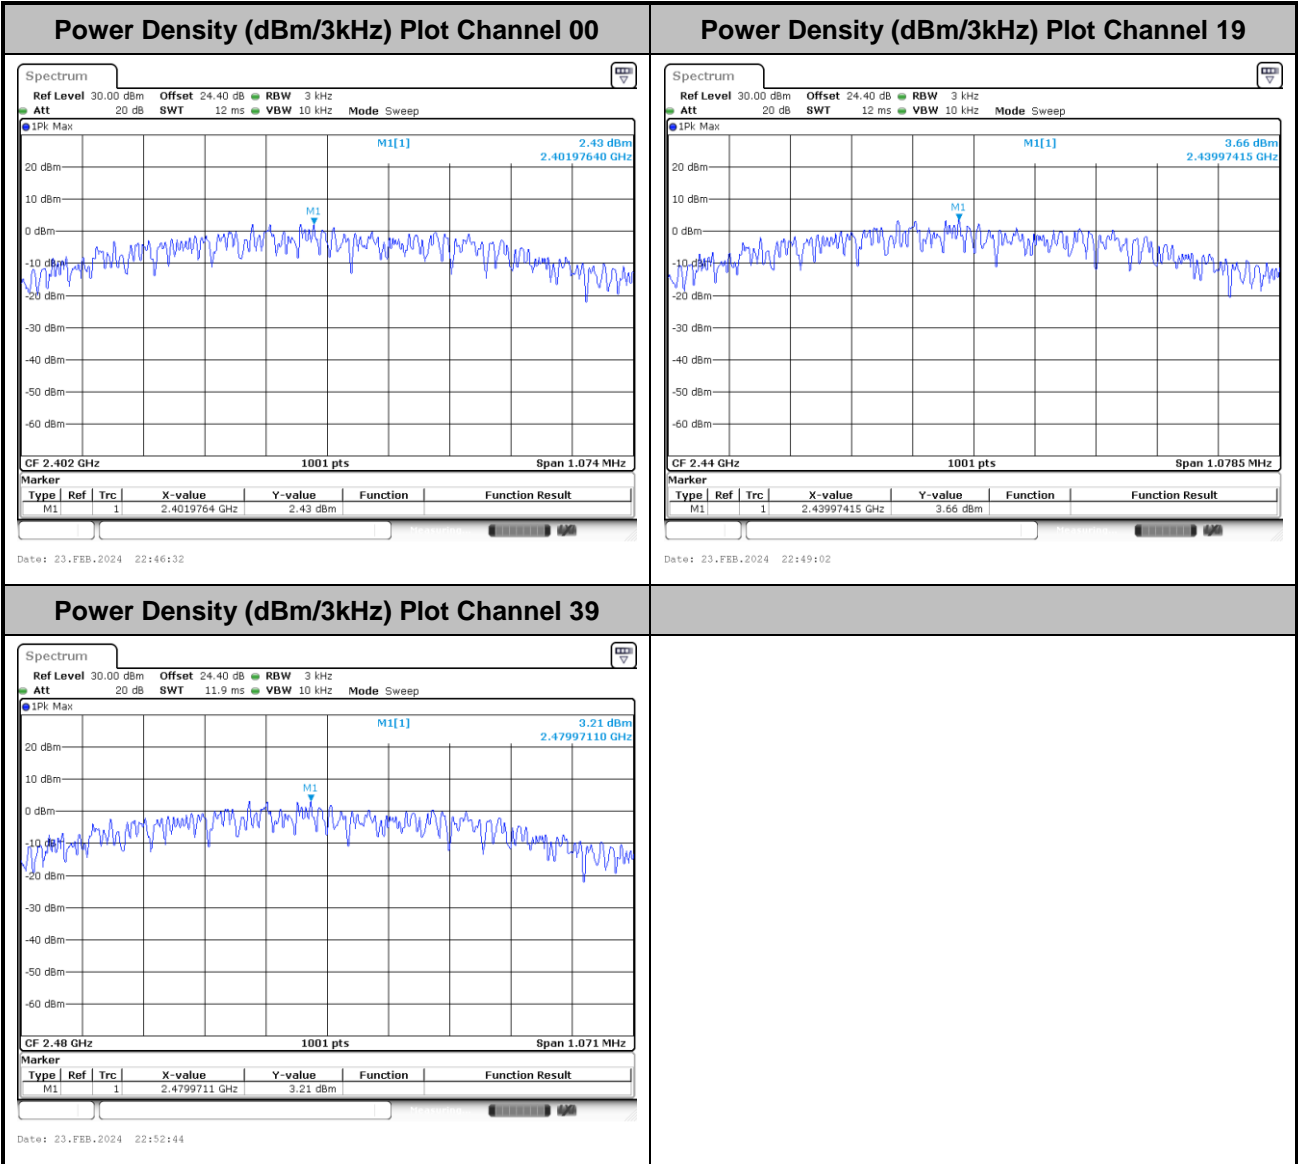 Power Density (dBm/3kHz) Plot Channel 00
Spectrum
Ref Level 30.00 dBm Offset 24.40 dB RBW 3 kHz
Att 20 dB SWT 12 ms VBW 10 kHz Mode Sweep
1Pk Max
M1[1] 2.43 dBm
2.40197640 GHz
20 dBm
10 dBm
M1
0 dBm
-10 dBm
-20 dBm
-30 dBm
-40 dBm
-50 dBm
-60 dBm
CF 2.402 GHz 1001 pts Span 1.074 MHz
Marker
Type Ref Trc X-value Y-value Function Function Result
M1 1 2.4019764 GHz 2.43 dBm
Date: 23.FEB.2024 22:46:32
Power Density (dBm/3kHz) Plot Channel 19
Spectrum
Ref Level 30.00 dBm Offset 24.40 dB RBW 3 kHz
Att 20 dB SWT 12 ms VBW 10 kHz Mode Sweep
1Pk Max
M1[1] 3.66 dBm
2.43997415 GHz
20 dBm
10 dBm
M1
0 dBm
-10 dBm
-20 dBm
-30 dBm
-40 dBm
-50 dBm
-60 dBm
CF 2.44 GHz 1001 pts Span 1.0785 MHz
Marker
Type Ref Trc X-value Y-value Function Function Result
M1 1 2.43997415 GHz 3.66 dBm
Date: 23.FEB.2024 22:49:02
Power Density (dBm/3kHz) Plot Channel 39
Spectrum
Ref Level 30.00 dBm Offset 24.40 dB RBW 3 kHz
Att 20 dB SWT 11.9 ms VBW 10 kHz Mode Sweep
1Pk Max
M1[1] 3.21 dBm
2.47997110 GHz
20 dBm
10 dBm
M1
0 dBm
-10 dBm
-20 dBm
-30 dBm
-40 dBm
-50 dBm
-60 dBm
CF 2.48 GHz 1001 pts Span 1.071 MHz
Marker
Type Ref Trc X-value Y-value Function Function Result
M1 1 2.4799711 GHz 3.21 dBm
Date: 23.FEB.2024 22:52:44